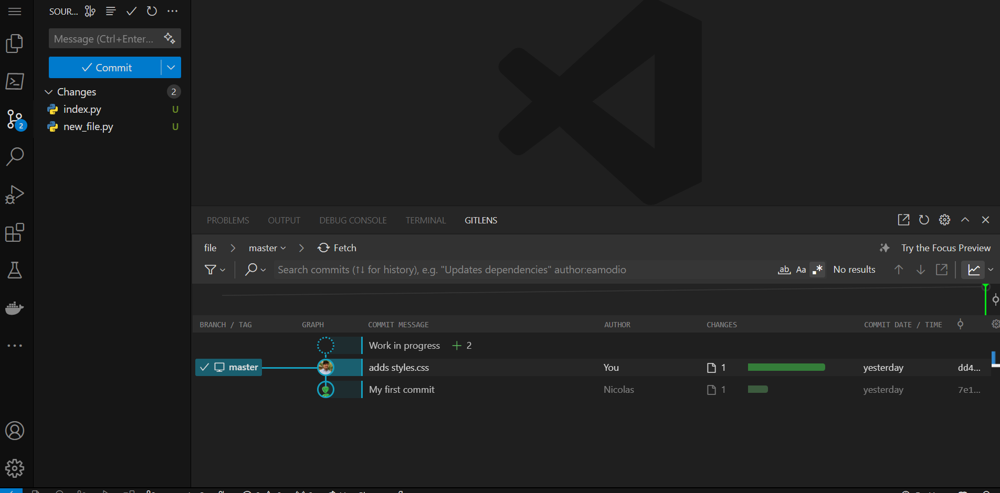 SOUR...
Message (Ctrl+Enter...
Commit
Changes 2
index.py U
new_file.py U
2
PROBLEMS OUTPUT DEBUG CONSOLE TERMINAL GITLENS
file master Fetch Try the Focus Preview
Search commits (↑↓ for history), e.g. "Updates dependencies" author:eamodio ab Aa .* No results
BRANCH / TAG GRAPH COMMIT MESSAGE AUTHOR CHANGES COMMIT DATE / TIME
Work in progress + 2
master adds styles.css You 1 yesterday dd4...
My first commit Nicolas 1 yesterday 7e1...